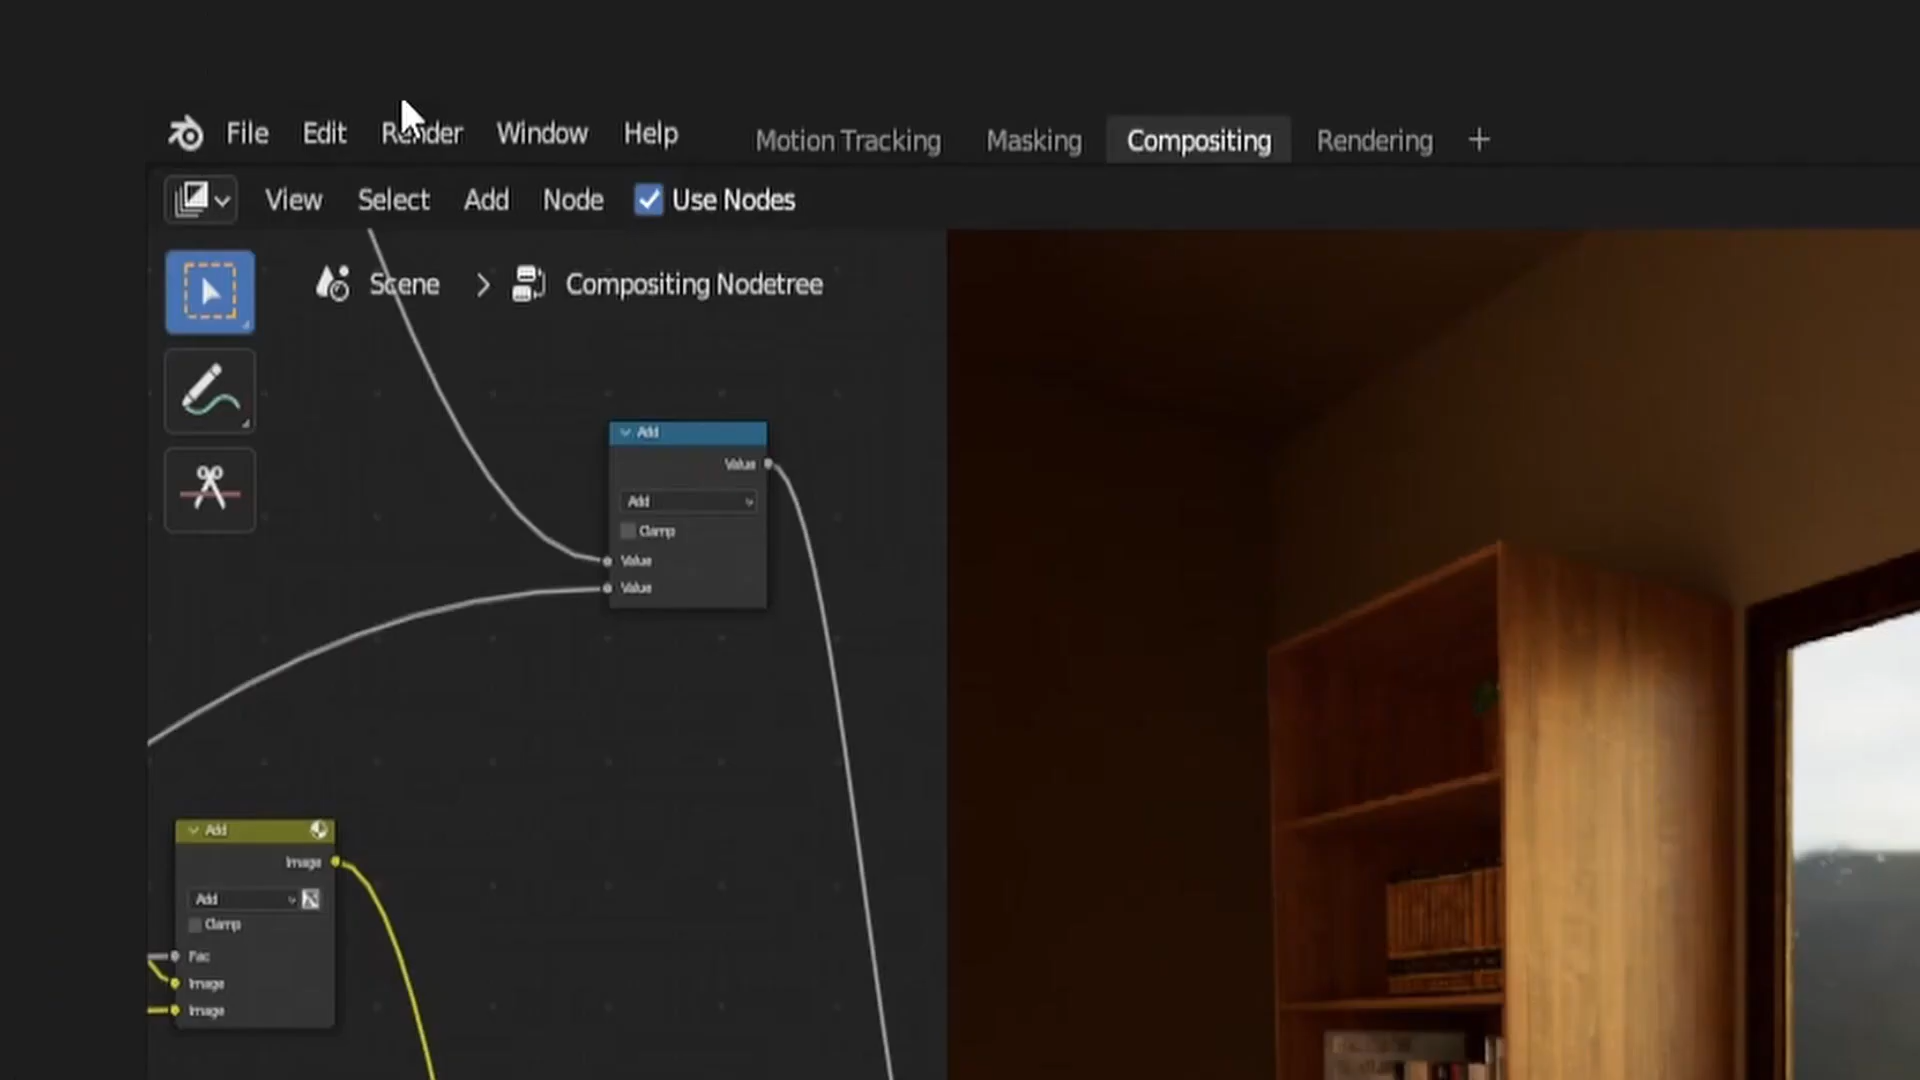 File Edit Render Window Help Motion Tracking Masking Compositing Rendering +
View Select Add Node Use Nodes
Scene > Compositing Nodetree
Add
Value
Add
Clamp
Value
Value
Add
Image
Add
Clamp
Fac
Image
Image